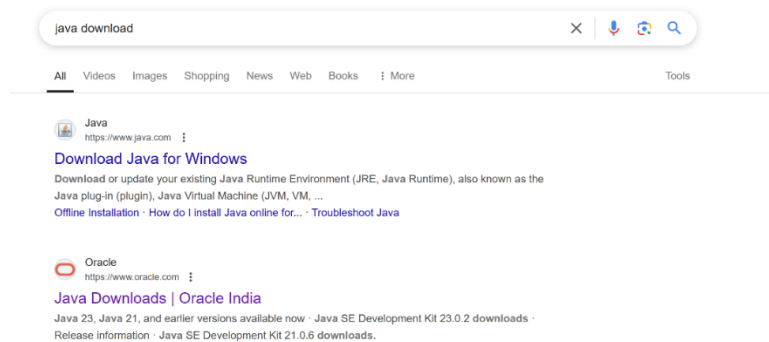 java download
All Videos Images Shopping News Web Books More Tools
Java
https://www.java.com
Download Java for Windows
Download or update your existing Java Runtime Environment (JRE, Java Runtime), also known as the
Java plug-in (plugin), Java Virtual Machine (JVM, VM, ...
Offline Installation · How do I install Java online for... · Troubleshoot Java
Oracle
https://www.oracle.com
Java Downloads | Oracle India
Java 23, Java 21, and earlier versions available now · Java SE Development Kit 23.0.2 downloads ·
Release information · Java SE Development Kit 21.0.6 downloads.